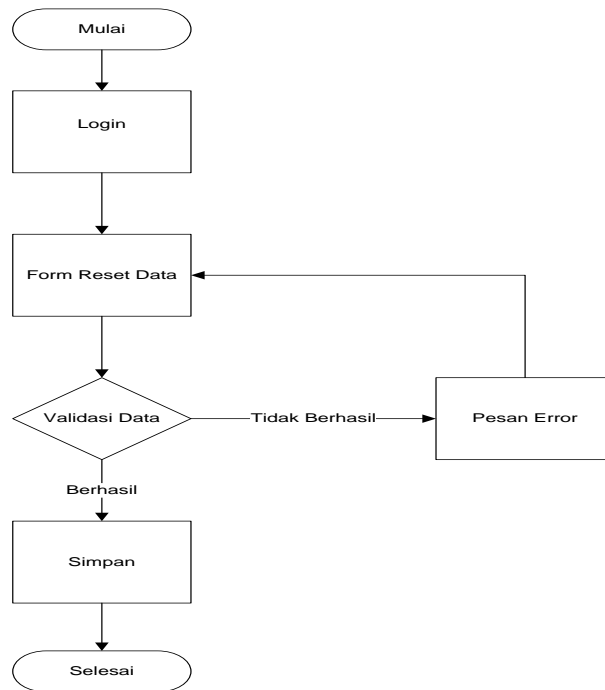 Mulai
Login
Form Reset Data
Validasi Data
Tidak Berhasil
Pesan Error
Berhasil
Simpan
Selesai